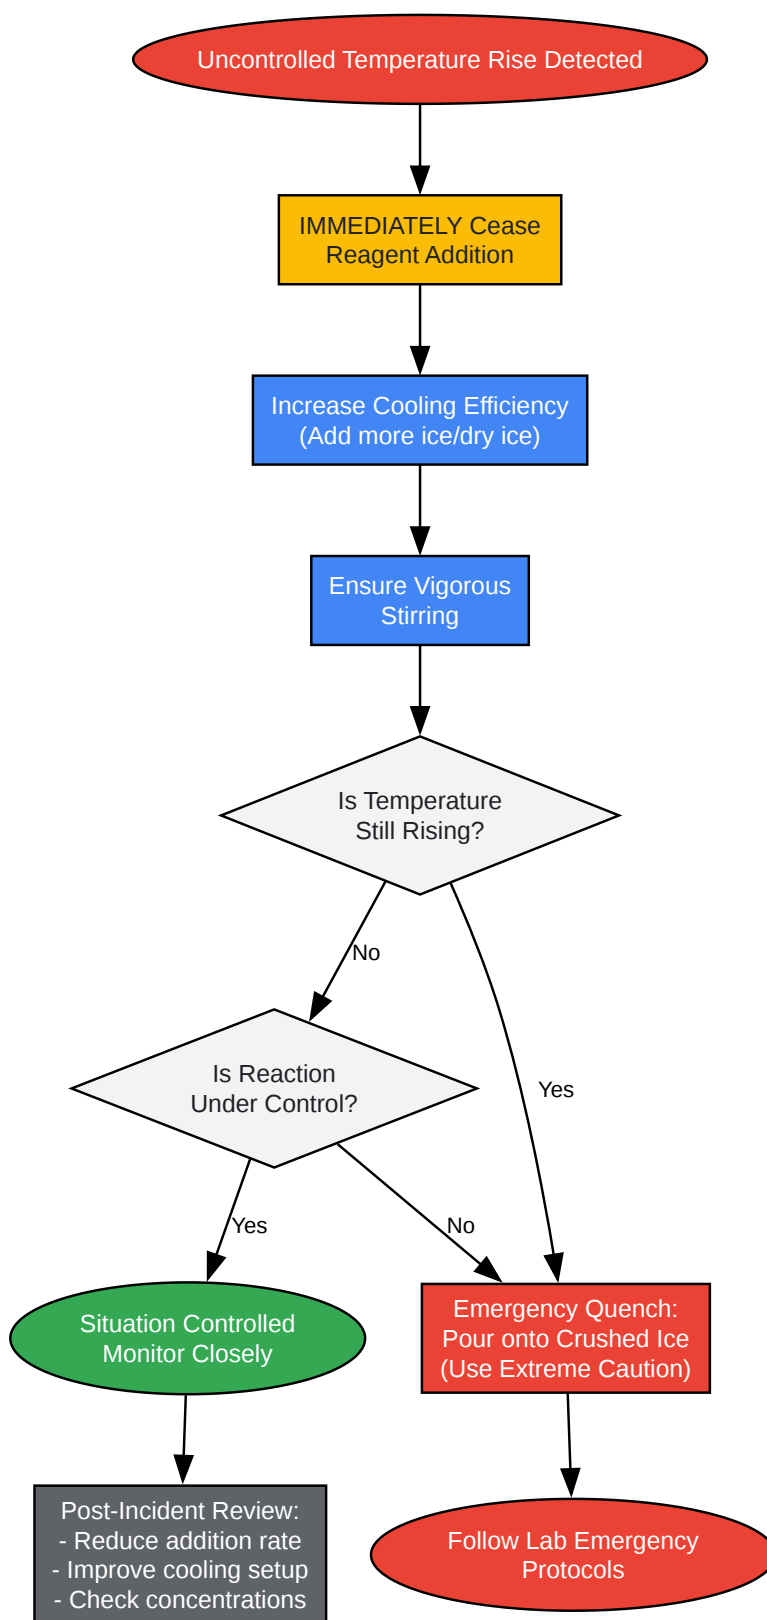 Uncontrolled Temperature Rise Detected
IMMEDIATELY Cease
Reagent Addition
Increase Cooling Efficiency
(Add more ice/dry ice)
Ensure Vigorous
Stirring
Is Temperature
Still Rising?
No
Is Reaction
Under Control?
Yes
Yes
No
Situation Controlled
Monitor Closely
Emergency Quench:
Pour onto Crushed Ice
(Use Extreme Caution)
Post-Incident Review:
- Reduce addition rate
- Improve cooling setup
- Check concentrations
Follow Lab Emergency
Protocols